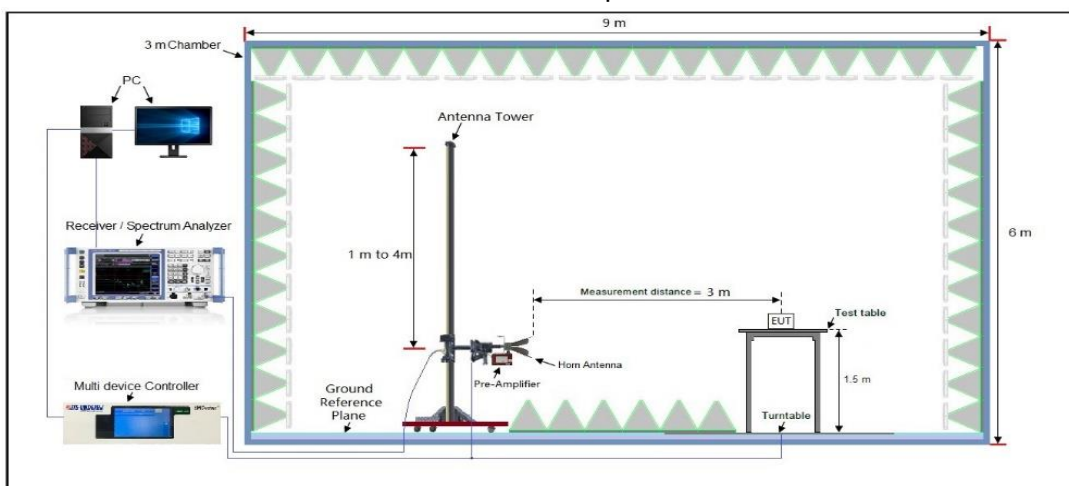 9 m
3 m Chamber
PC
Antenna Tower
Receiver / Spectrum Analyzer
1 m to 4m
6 m
Measurement distance = 3 m
EUT
Test table
Horn Antenna
Pre-Amplifier
1.5 m
Multi device Controller
Ground
Reference
Plane
Turntable